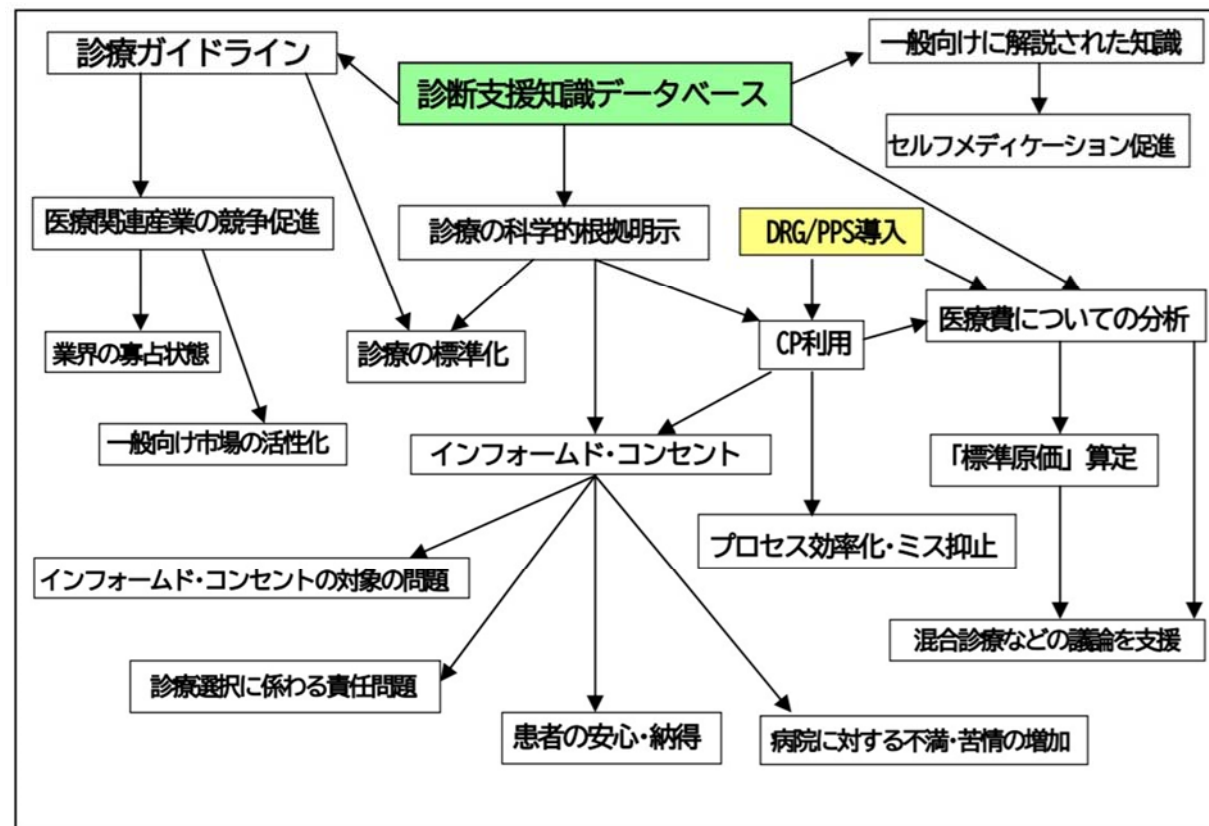 診療ガイドライン
一般向けに解説された知識
診断支援知識データベース
セルフメディケーション促進
医療関連産業の競争促進
診療の科学的根拠明示
DRG/PPS導入
医療費についての分析
業界の寡占状態
診療の標準化
CP利用
一般向け市場の活性化
インフォームド・コンセント
「標準原価」算定
プロセス効率化・ミス抑止
インフォームド・コンセントの対象の問題
混合診療などの議論を支援
診療選択に係わる責任問題
患者の安心・納得
病院に対する不満・苦情の増加